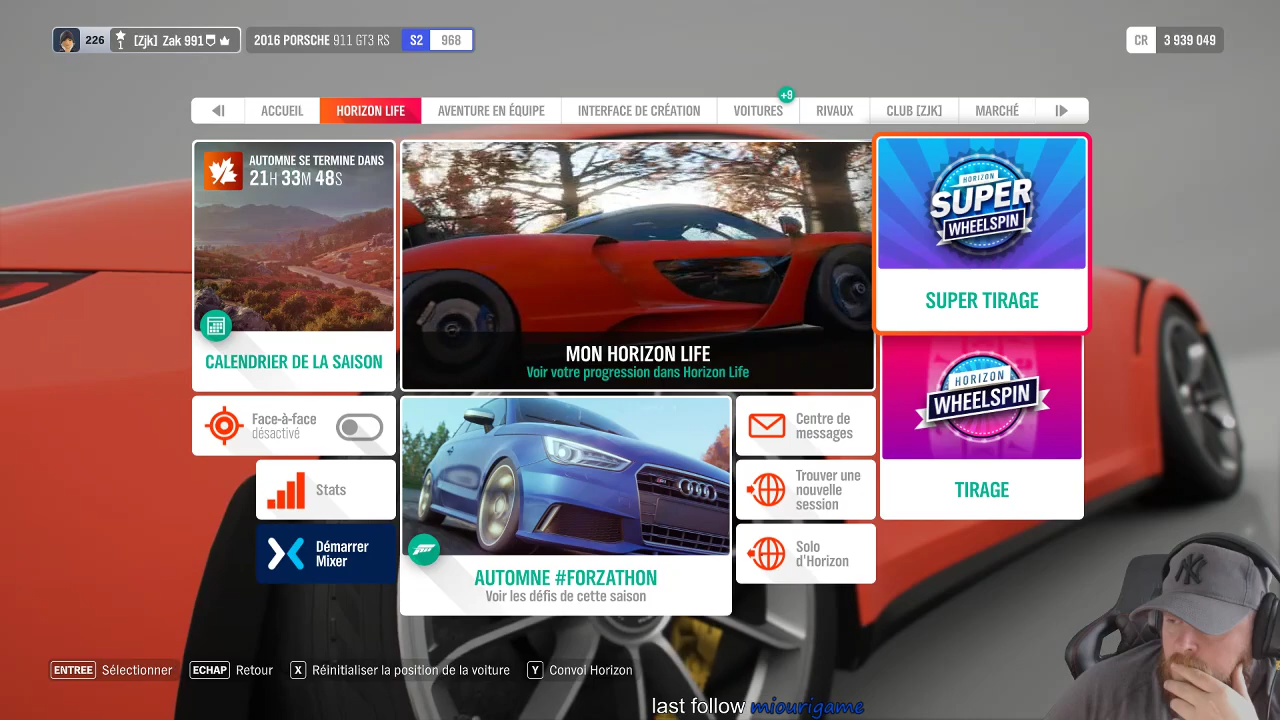 226 1 [Zjk] Zak 991 2016 PORSCHE 911 GT3 RS S2 968
CR 3 939 049
ACCUEIL HORIZON LIFE AVENTURE EN ÉQUIPE INTERFACE DE CRÉATION VOITURES +9 RIVAUX CLUB [ZJK] MARCHÉ
AUTOMNE SE TERMINE DANS
21H 33M 48S
CALENDRIER DE LA SAISON
MON HORIZON LIFE
Voir votre progression dans Horizon Life
HORIZON
SUPER
WHEELSPIN
SUPER TIRAGE
HORIZON
WHEELSPIN
TIRAGE
Face-à-face
désactivé
Stats
Démarrer
Mixer
AUTOMNE #FORZATHON
Voir les défis de cette saison
Centre de
messages
Trouver une
nouvelle
session
Solo
d'Horizon
ENTREE Sélectionner ECHAP Retour X Réinitialiser la position de la voiture Y Convoi Horizon
last follow miourigame